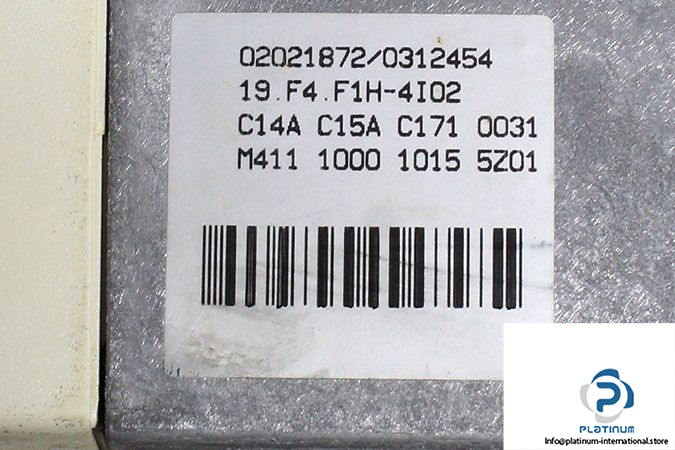 02021872/0312454
19.F4.F1H-4I02
C14A C15A C171 0031
M411 1000 1015 5Z01
PLATINUM
Info@platinum-international.store